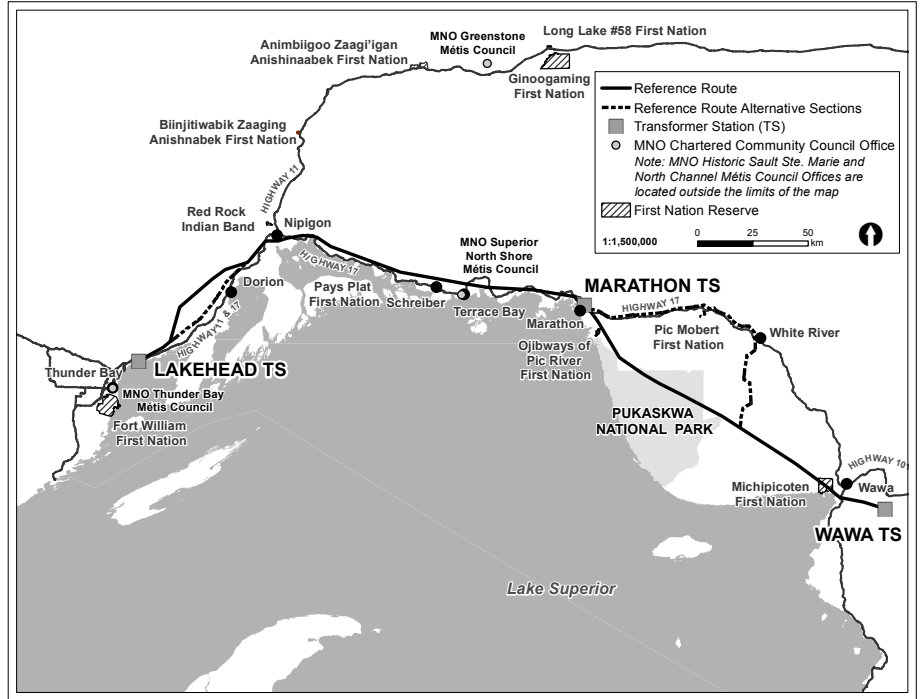 Long Lake #58 First Nation
MNO Greenstone
Métis Council
Animbiigoo Zaagi'igan
Anishinaabek First Nation
Ginoogaming
First Nation
Reference Route
Reference Route Alternative Sections
Transformer Station (TS)
MNO Chartered Community Council Office
Note: MNO Historic Sault Ste. Marie and
North Channel Métis Council Offices are
located outside the limits of the map
First Nation Reserve
1:1,500,000
0 25 50
km
Biinjitiwabik Zaaging
Anishnabek First Nation
HIGHWAY 11
Red Rock
Indian Band
Nipigon
HIGHWAY 17
MNO Superior
North Shore
Métis Council
Dorion
Pays Plat
First Nation
Schreiber
Terrace Bay
MARATHON TS
HIGHWAY 17
Marathon
Pic Mobert
First Nation
White River
HIGHWAY 11 & 17
Ojibways of
Pic River
First Nation
Thunder Bay
LAKEHEAD TS
MNO Thunder Bay
Métis Council
Fort William
First Nation
PUKASKWA
NATIONAL PARK
HIGHWAY 101
Michipicoten
First Nation
Wawa
WAWA TS
Lake Superior